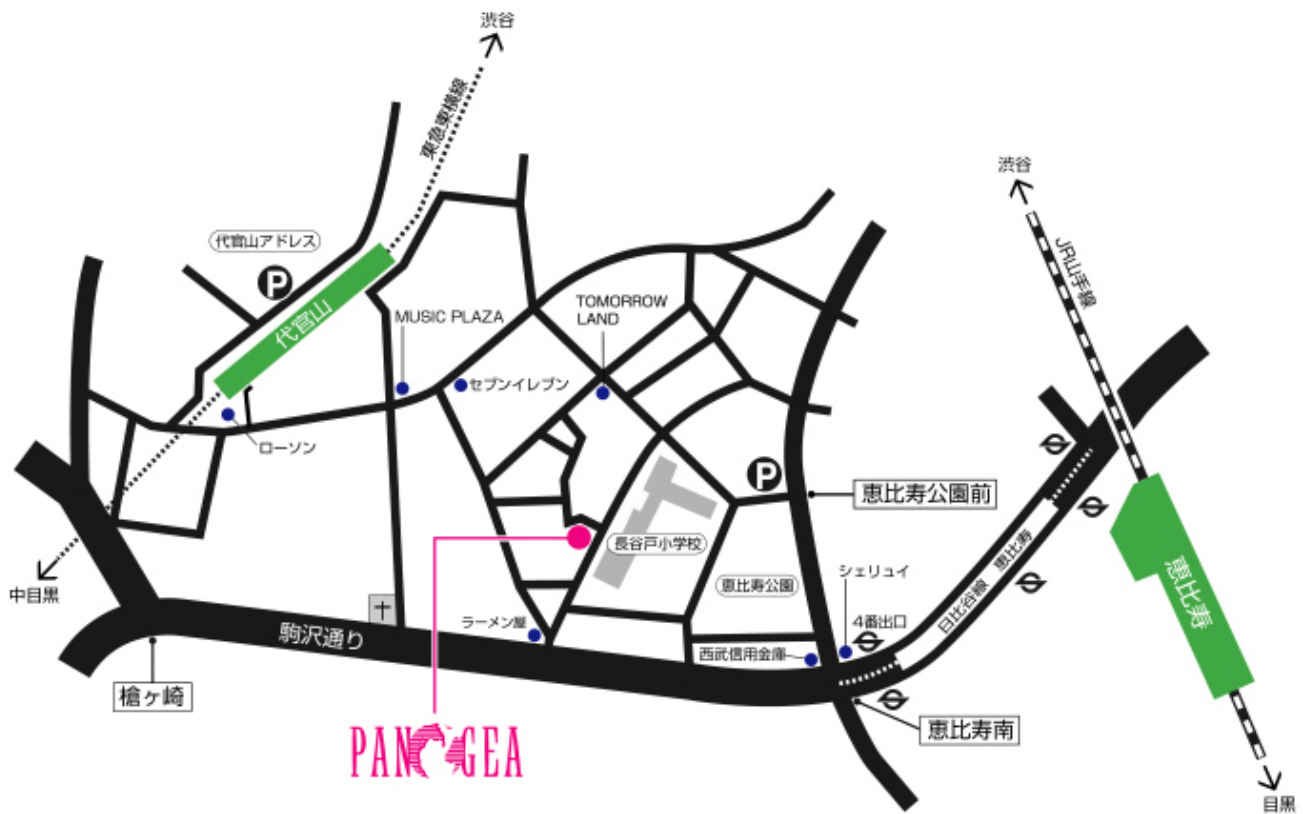 渋谷
東急東横線
渋谷
代官山アドレス
P
JR山手線
代官山
MUSIC PLAZA
TOMORROW
LAND
セブンイレブン
ローソン
P
恵比寿公園前
長谷戸小学校
恵比寿
日比谷線
恵比寿
シェリュイ
恵比寿公園
中目黒
ラーメン屋
4番出口
駒沢通り
西武信用金庫
槍ヶ崎
恵比寿南
PANGEA
目黒